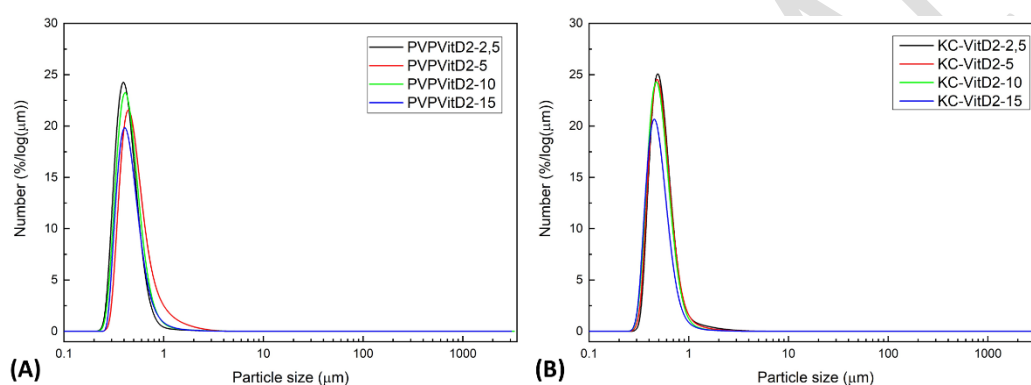 30
25
20
15
10
5
0
Number (%/log(μm))
PVPVitD2-2,5
PVPVitD2-5
PVPVitD2-10
PVPVitD2-15
0.1
1
10
100
1000
Particle size (μm)
(A)
30
25
20
15
10
5
0
Number (%/log(μm))
KC-VitD2-2,5
KC-VitD2-5
KC-VitD2-10
KC-VitD2-15
0.1
1
10
100
1000
Particle size (μm)
(B)